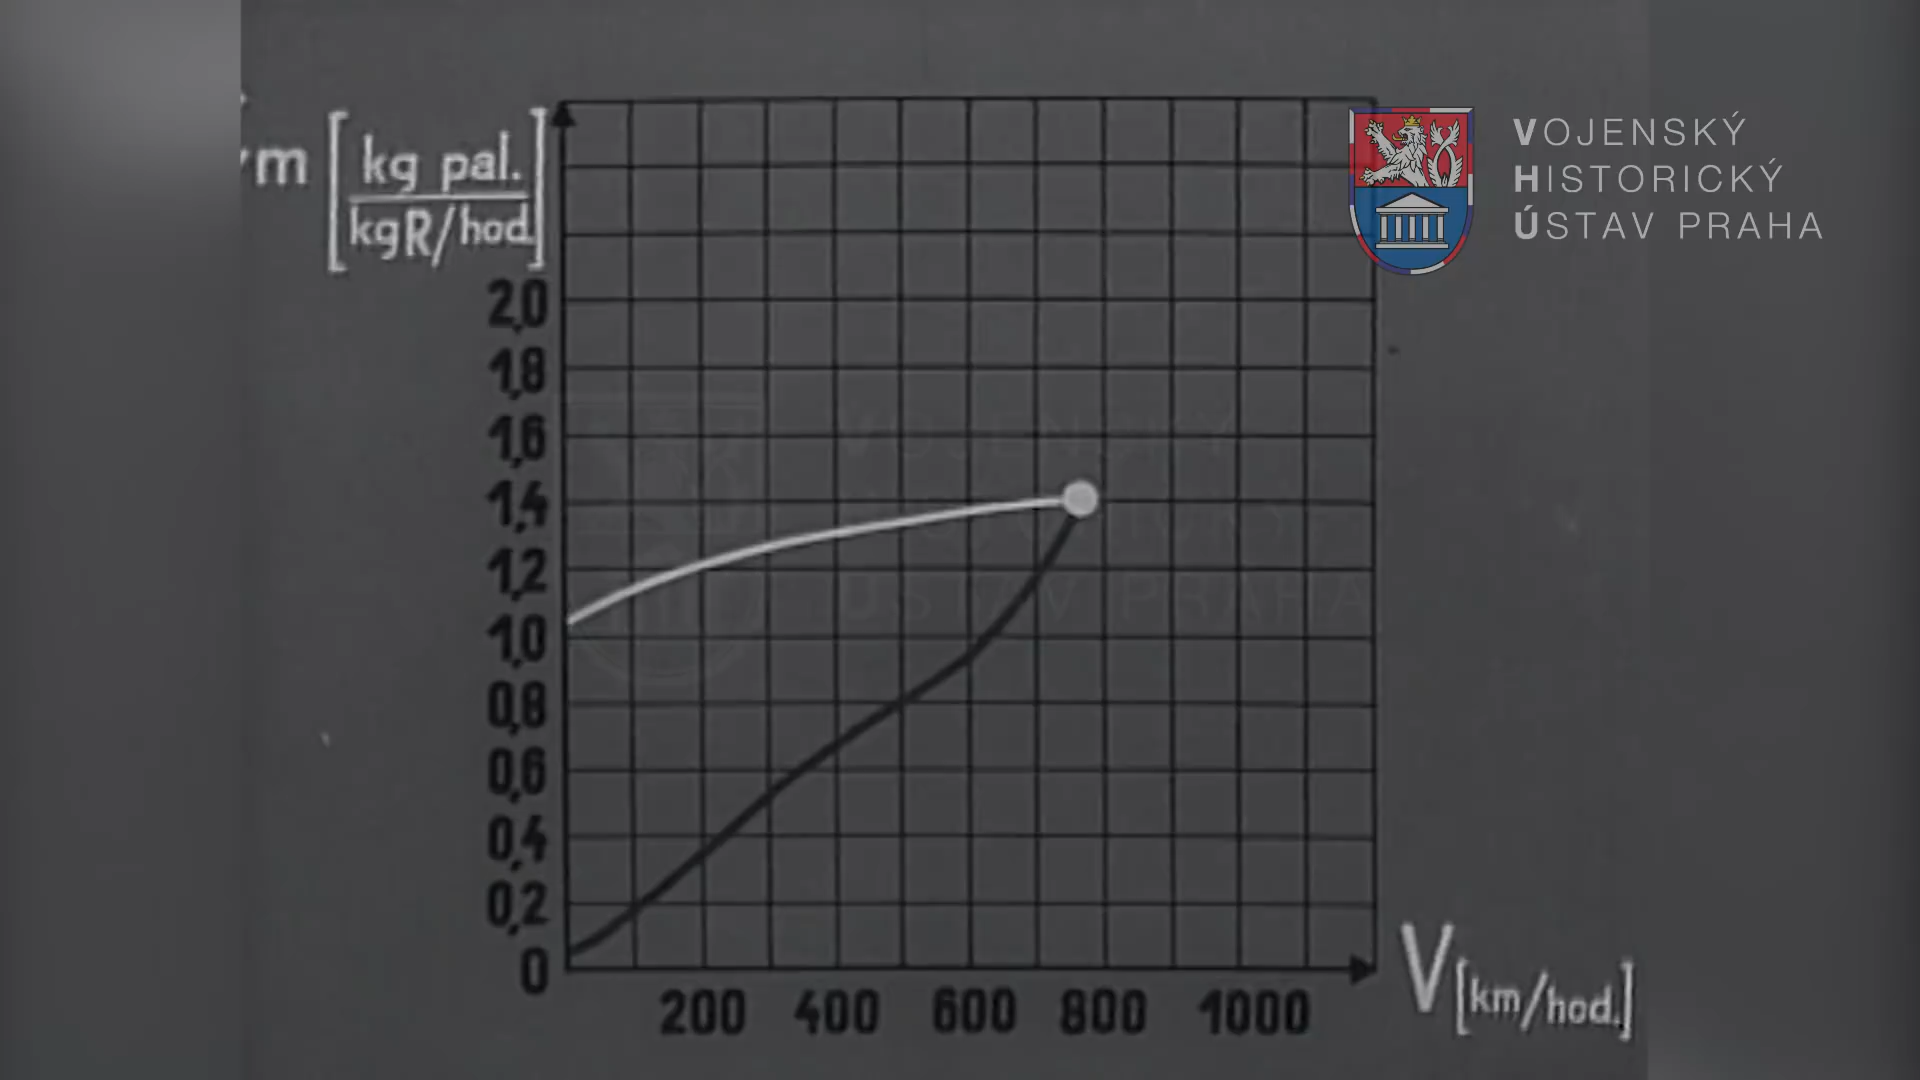 m [kg pal.
kgR/hod.]
2,0
1,8
1,6
1,4
1,2
1,0
0,8
0,6
0,4
0,2
0
200 400 600 800 1000
V [km/hod.]
VOJENSKÝ
HISTORICKÝ
ÚSTAV PRAHA